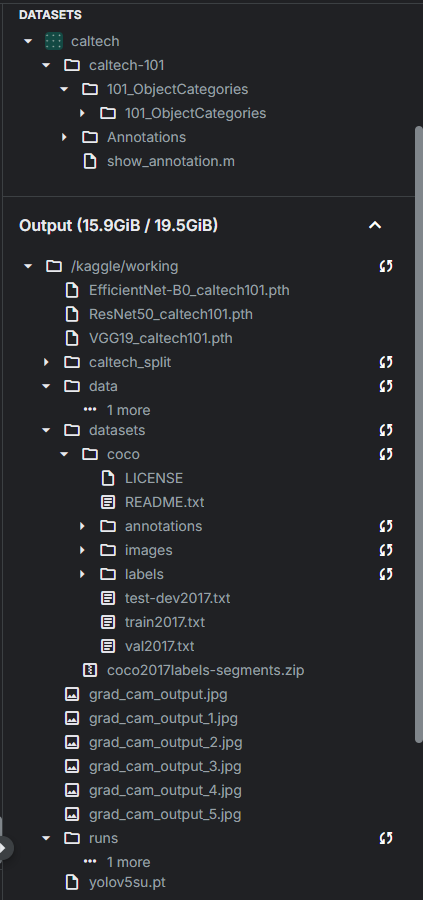 DATASETS
caltech
caltech-101
101_ObjectCategories
101_ObjectCategories
Annotations
show_annotation.m
Output (15.9GiB / 19.5GiB)
/kaggle/working
EfficientNet-B0_caltech101.pth
ResNet50_caltech101.pth
VGG19_caltech101.pth
caltech_split
data
1 more
datasets
coco
LICENSE
README.txt
annotations
images
labels
test-dev2017.txt
train2017.txt
val2017.txt
coco2017labels-segments.zip
grad_cam_output.jpg
grad_cam_output_1.jpg
grad_cam_output_2.jpg
grad_cam_output_3.jpg
grad_cam_output_4.jpg
grad_cam_output_5.jpg
runs
1 more
yolov5su.pt